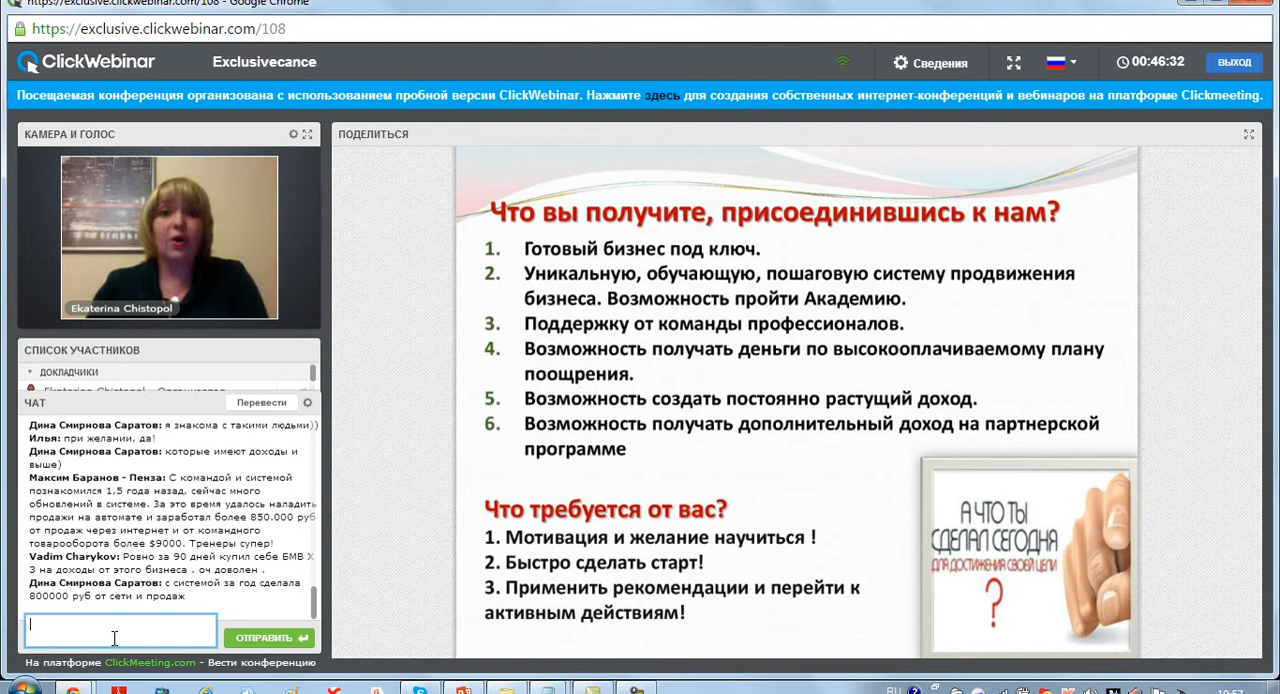 https://exclusive.clickwebinar.com/108 - Google Chrome
https://exclusive.clickwebinar.com/108
ClickWebinar
Exclusivecance
Сведения
00:46:32
ВЫХОД
Посещаемая конференция организована с использованием пробной версии ClickWebinar. Нажмите здесь для создания собственных интернет-конференций и вебинаров на платформе Clickmeeting.
КАМЕРА И ГОЛОС
Ekaterina Chistopol
СПИСОК УЧАСТНИКОВ
ДОКЛАДЧИКИ
Ekaterina Chistopol - Организатор
ЧАТ
Перевести
Дина Смирнова Саратов: я знакома с такими людьми))
Илья: при желании, да!
Дина Смирнова Саратов: которые имеют доходы и
выше)
Максим Баранов - Пенза: С командой и системой
познакомился 1,5 года назад, сейчас много
обновлений в системе. За это время удалось наладить
продажи на автомате и заработал более 850.000 руб
от продаж через интернет и от командного
товарооборота более $9000. Тренеры супер!
Vadim Charykov: Ровно за 90 дней купил себе БМВ Х
3 на доходы от этого бизнеса . оч доволен .
Дина Смирнова Саратов: с системой за год сделала
800000 руб от сети и продаж
ОТПРАВИТЬ
На платформе ClickMeeting.com - Вести конференцию
ПОДЕЛИТЬСЯ
Что вы получите, присоединившись к нам?
1. Готовый бизнес под ключ.
2. Уникальную, обучающую, пошаговую систему продвижения
бизнеса. Возможность пройти Академию.
3. Поддержку от команды профессионалов.
4. Возможность получать деньги по высокооплачиваемому плану
поощрения.
5. Возможность создать постоянно растущий доход.
6. Возможность получать дополнительный доход на партнерской
программе
Что требуется от вас?
1. Мотивация и желание научиться !
2. Быстро сделать старт!
3. Применить рекомендации и перейти к
активным действиям!
А ЧТО ТЫ
СДЕЛАЛ СЕГОДНЯ
ДЛЯ ДОСТИЖЕНИЯ СВОЕЙ ЦЕЛИ
?
RU
10:57